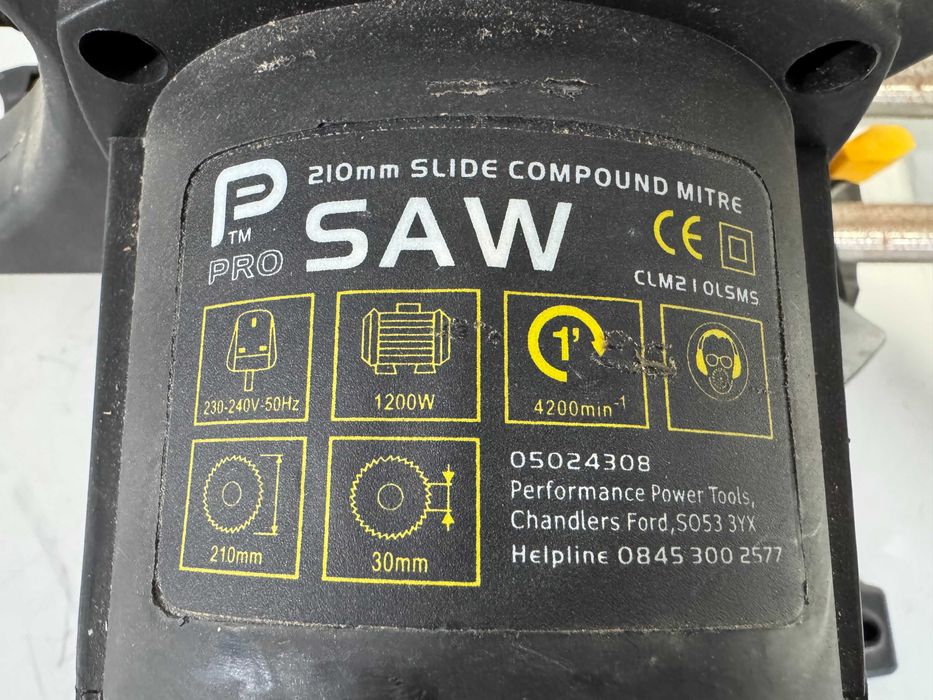 P
TM
PRO
210mm SLIDE COMPOUND MITRE
SAW
CE
CLM210LSMS
230-240V-50Hz
1200W
1'
4200min-1
210mm
30mm
05024308
Performance Power Tools,
Chandlers Ford,SO53 3YX
Helpline 0845 300 2577